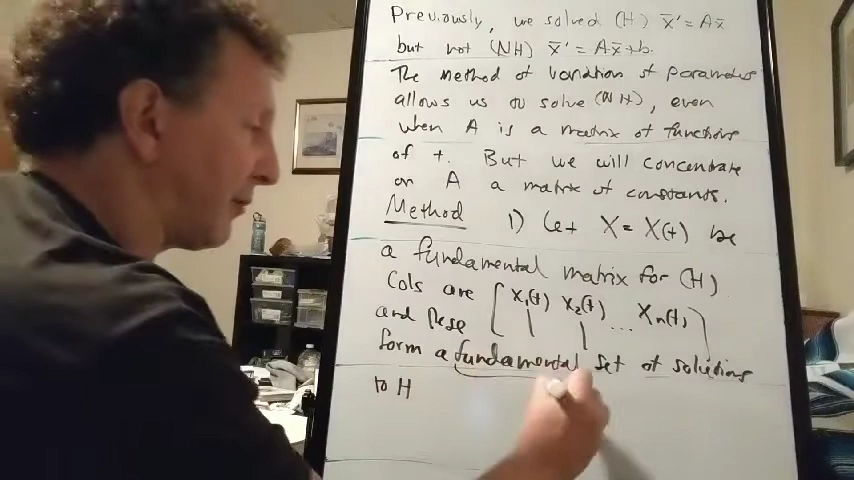 Previously, we solved (H) x̄' = Ax̄
but not (NH) x̄' = Ax̄+b.
The method of variation of parameters
allows us to solve (NH), even
when A is a matrix of functions
of t. But we will concentrate
on A a matrix of constants.
Method 1) Let X = X(t) be
a fundamental matrix for (H)
Cols are [x₁(t) x₂(t) ... xₙ(t)]
and these
form a fundamental set of solutions
to H